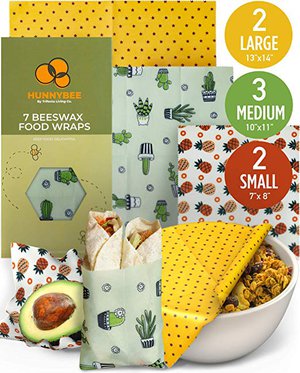 HUNNYBEE
By Trifecta Living Co.
7 BEESWAX
FOOD WRAPS
2
LARGE
13"x14"
3
MEDIUM
10"x11"
2
SMALL
7"x 8"